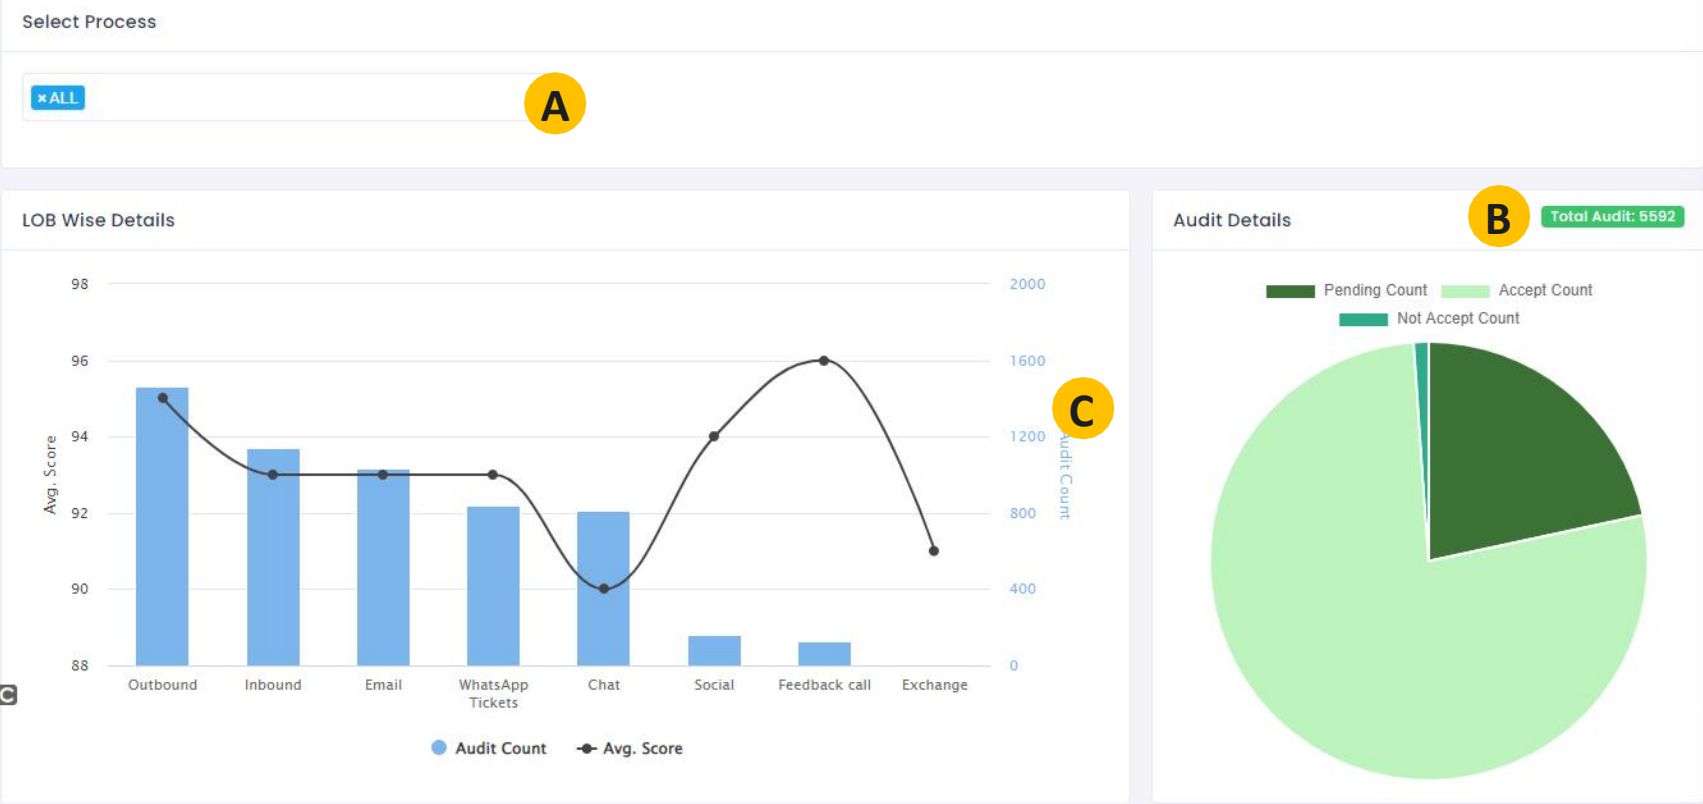 Select Process
×ALL
A
LOB Wise Details
Audit Details
B
Total Audit: 5592
98
96
94
92
90
88
Avg. Score
2000
1600
1200
800
400
0
C
Audit Count
Outbound
Inbound
Email
WhatsApp
Tickets
Chat
Social
Feedback call
Exchange
Audit Count
Avg. Score
Pending Count
Accept Count
Not Accept Count
C